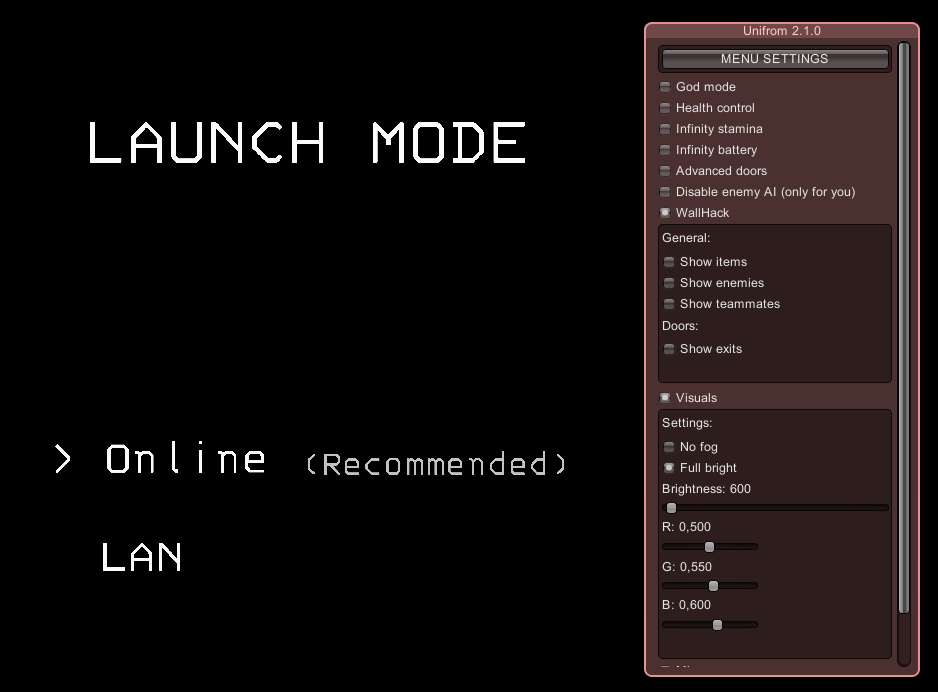 LAUNCH MODE
> Online (Recommended)
LAN
Unifrom 2.1.0
MENU SETTINGS
God mode
Health control
Infinity stamina
Infinity battery
Advanced doors
Disable enemy AI (only for you)
WallHack
General:
Show items
Show enemies
Show teammates
Doors:
Show exits
Visuals
Settings:
No fog
Full bright
Brightness: 600
R: 0,500
G: 0,550
B: 0,600